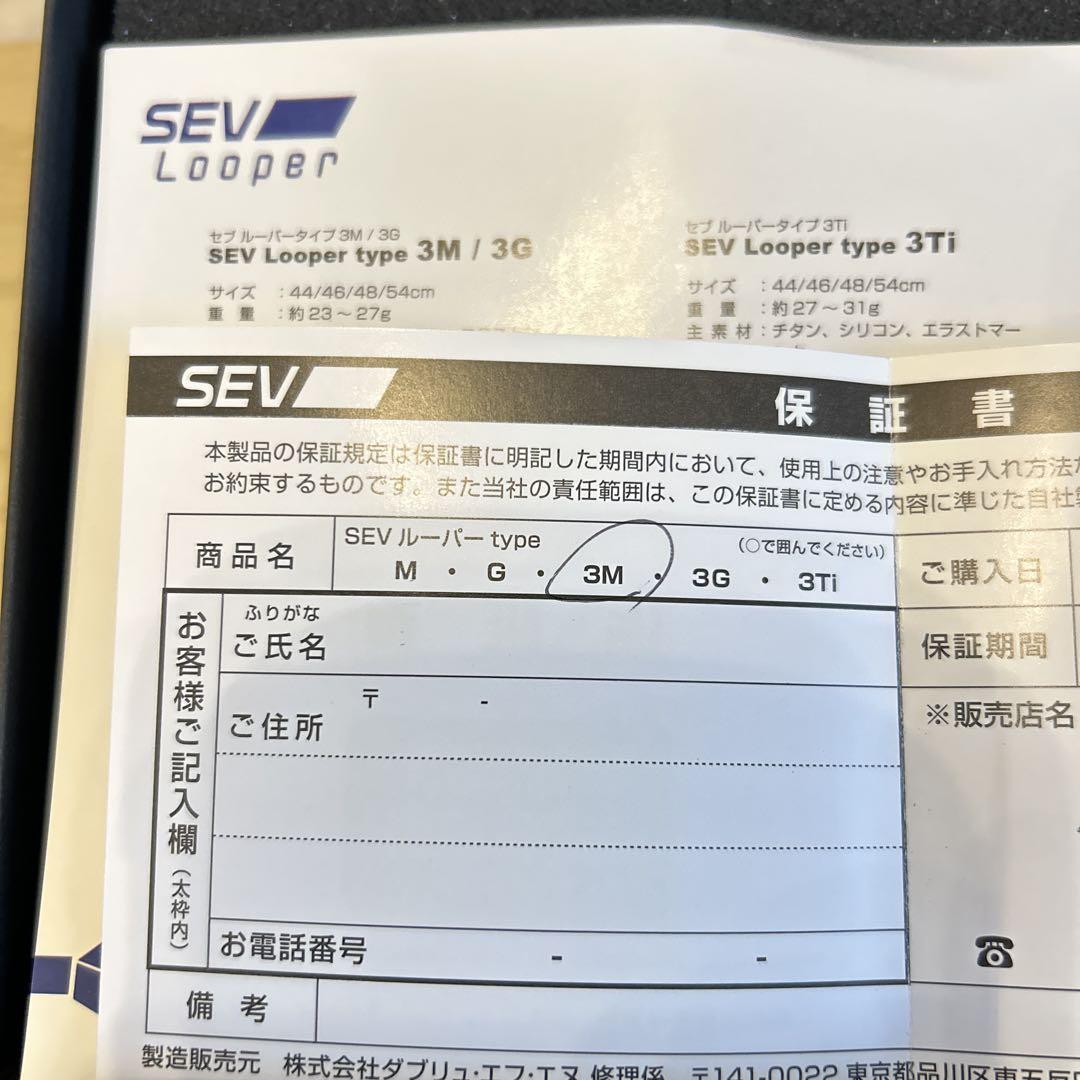 SEV
Looper
セブ ルーパータイプ3M / 3G
SEV Looper type 3M / 3G
サイズ ：44/46/48/54cm
重 量 ：約23～27g
セブ ルーパータイプ 3Ti
SEV Looper type 3Ti
サイズ ：44/46/48/54cm
重 量 ：約27～31g
主 素 材：チタン、シリコン、エラストマー
SEV 保 証 書
本製品の保証規定は保証書に明記した期間内において、使用上の注意やお手入れ方法
お約束するものです。また当社の責任範囲は、この保証書に定める内容に準じた自社
商品名
SEVルーパー type （○で囲んでください）
M ・ G ・ 3M ・ 3G ・ 3Ti
お客様ご記入欄（太枠内）
ふりがな
ご氏名
〒 -
ご住所
お電話番号 - -
備 考
ご購入日
保証期間
※販売店名
☎
製造販売元 株式会社ダブリュ・エフ・エヌ 修理係 〒141-0022 東京都品川区東五反